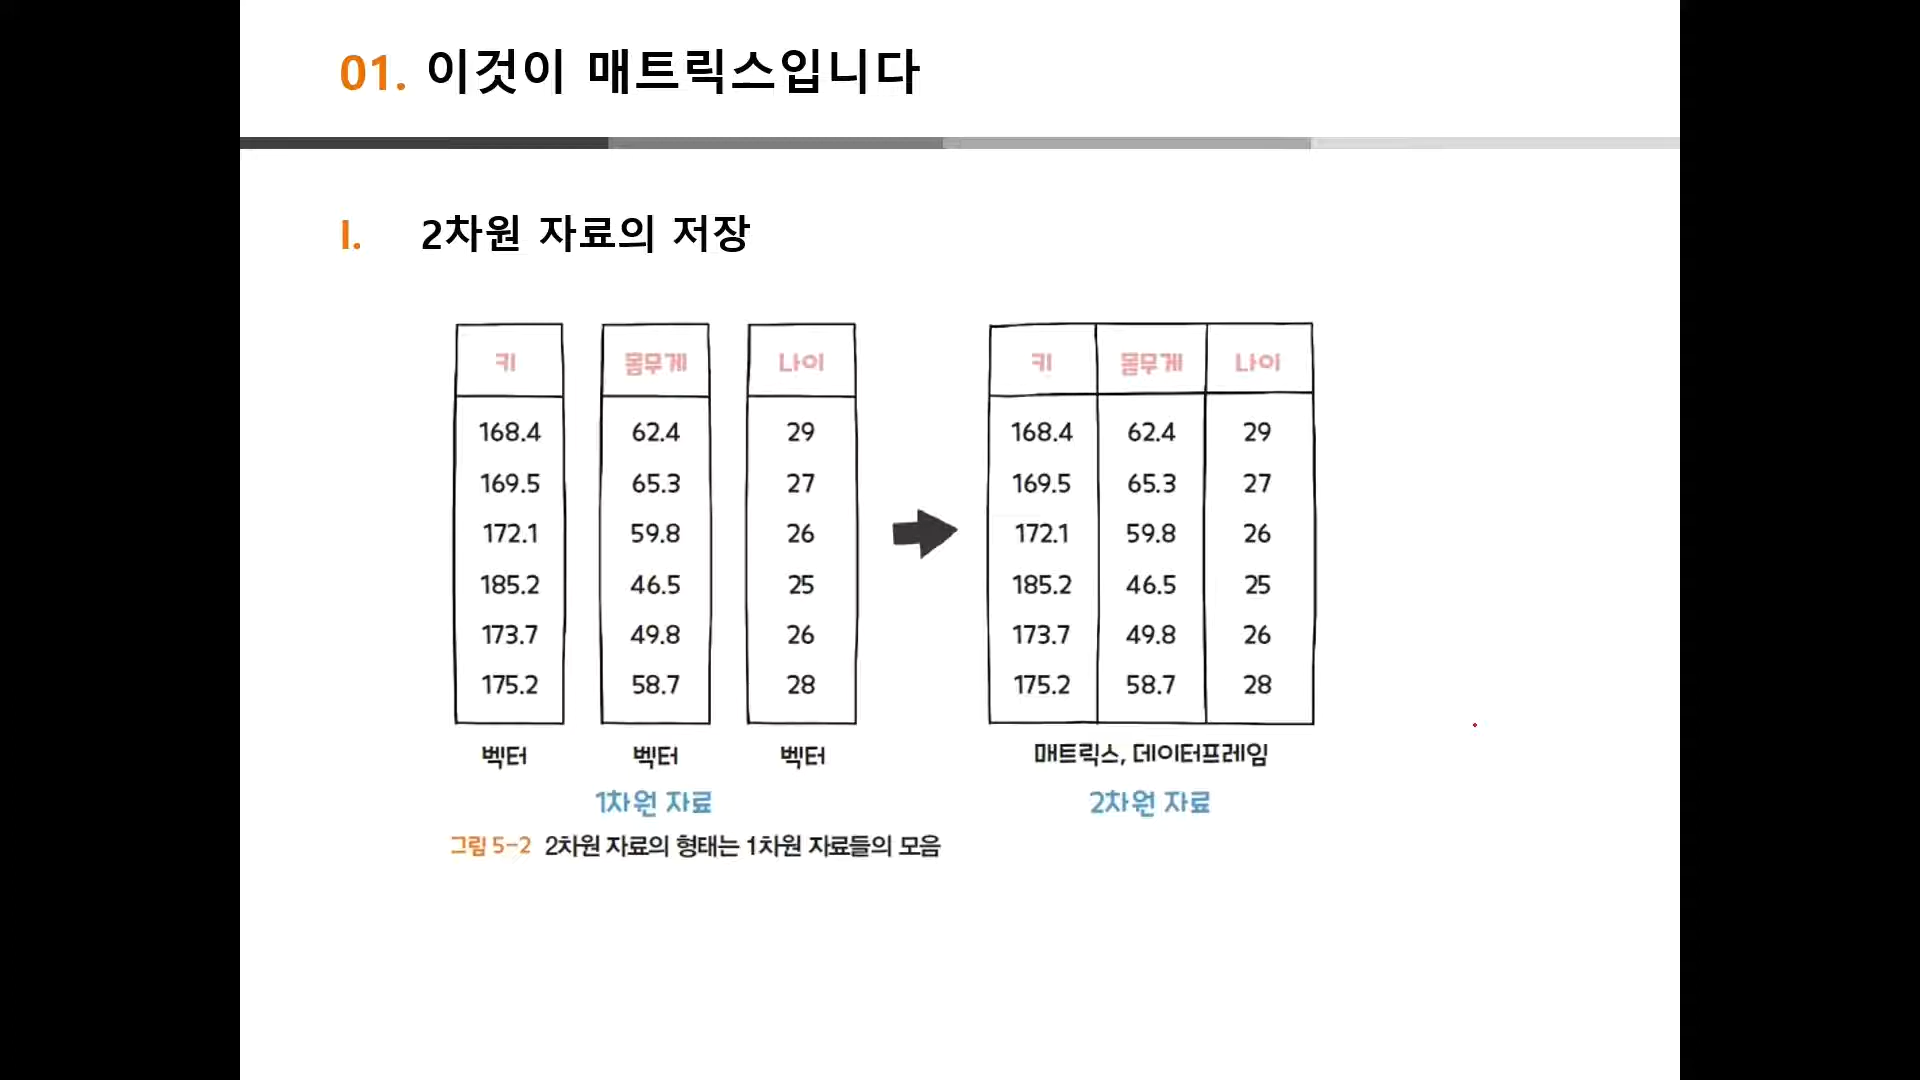 01. 이것이 매트릭스입니다
I. 2차원 자료의 저장
키 몸무게 나이 키 몸무게 나이
168.4 62.4 29 168.4 62.4 29
169.5 65.3 27 169.5 65.3 27
172.1 59.8 26 172.1 59.8 26
185.2 46.5 25 185.2 46.5 25
173.7 49.8 26 173.7 49.8 26
175.2 58.7 28 175.2 58.7 28
벡터 벡터 벡터 매트릭스, 데이터프레임
1차원 자료 2차원 자료
그림 5-2 2차원 자료의 형태는 1차원 자료들의 모음